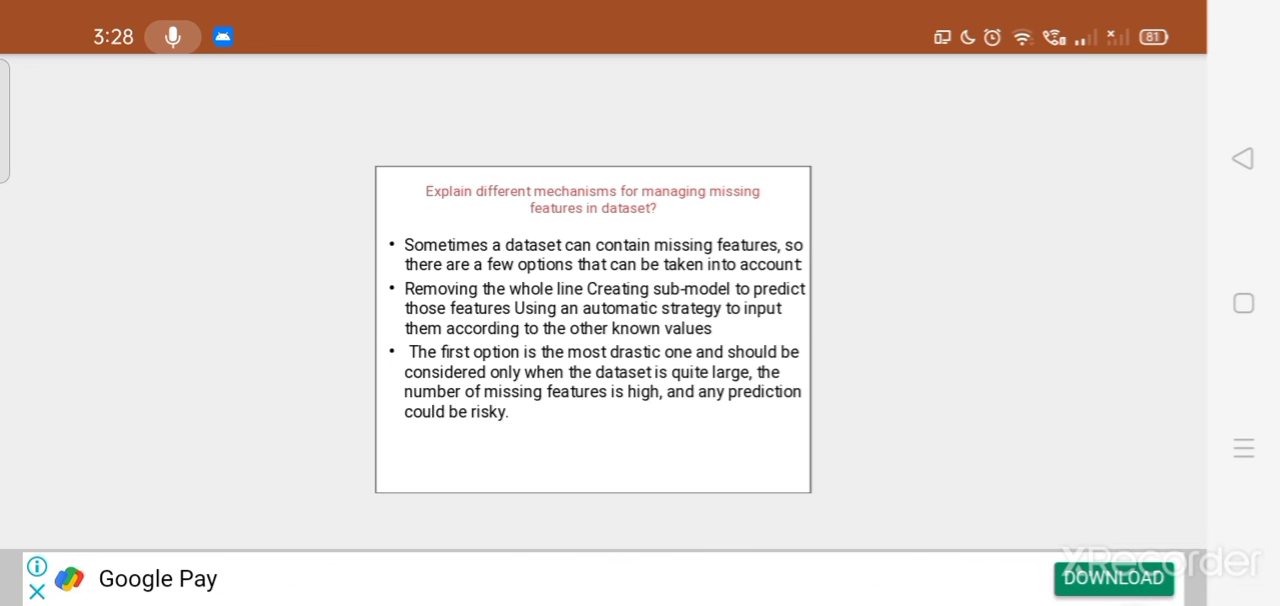 3:28
81
Explain different mechanisms for managing missing
features in dataset?
• Sometimes a dataset can contain missing features, so
there are a few options that can be taken into account:
• Removing the whole line Creating sub-model to predict
those features Using an automatic strategy to input
them according to the other known values
• The first option is the most drastic one and should be
considered only when the dataset is quite large, the
number of missing features is high, and any prediction
could be risky.
XRecorder
Google Pay
DOWNLOAD